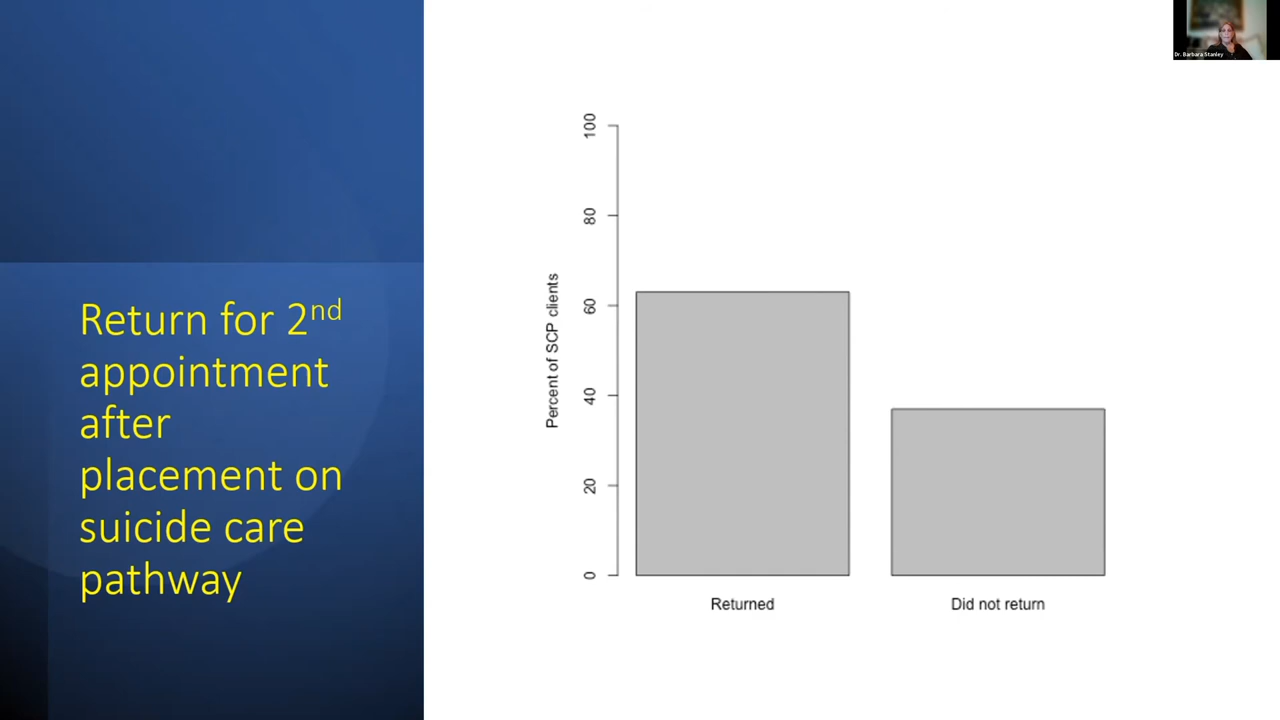 Return for 2nd
appointment
after
placement on
suicide care
pathway
Dr. Barbara Stanley
Percent of SCP clients
100
80
60
40
20
0
Returned
Did not return